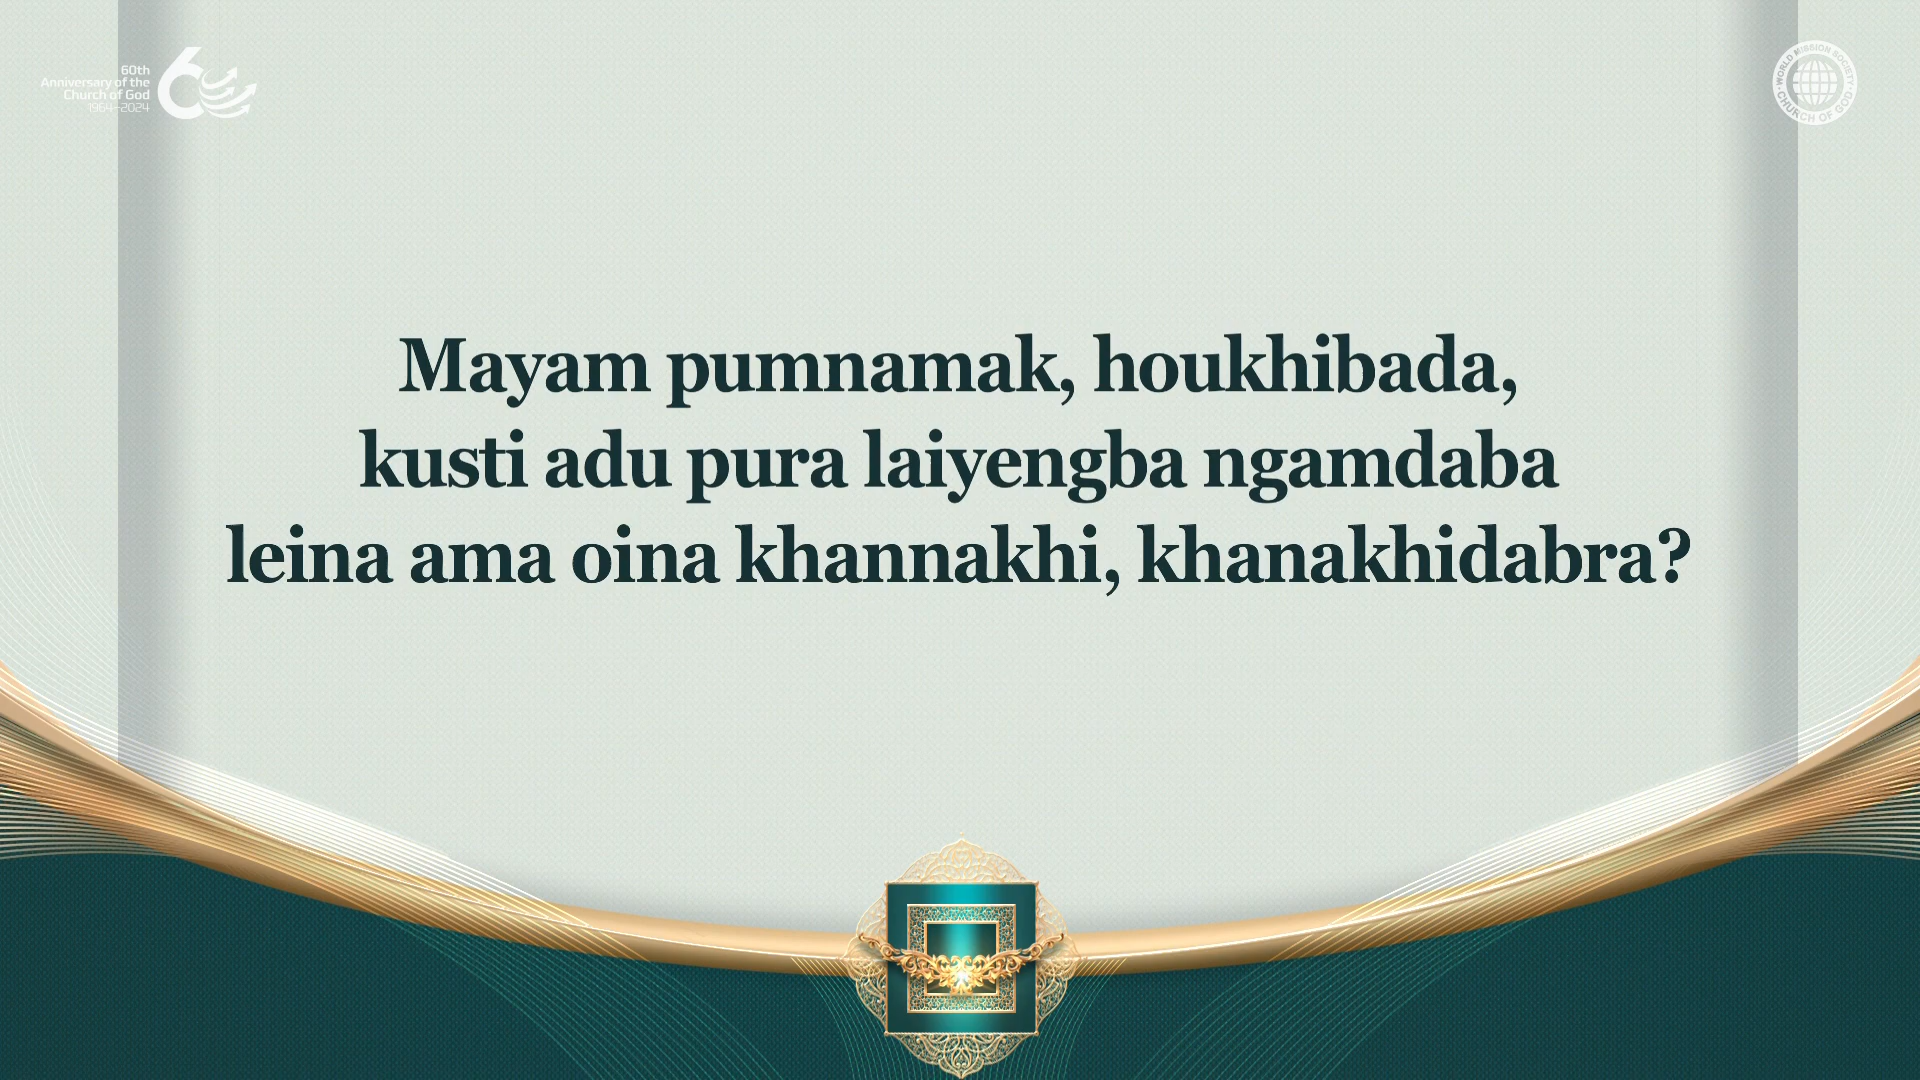 60th
Anniversary of the
Church of God
1964–2024
WORLD MISSION SOCIETY
CHURCH OF GOD
Mayam pumnamak, houkhibada,
kusti adu pura laiyengba ngamdaba
leina ama oina khannakhi, khanakhidabra?